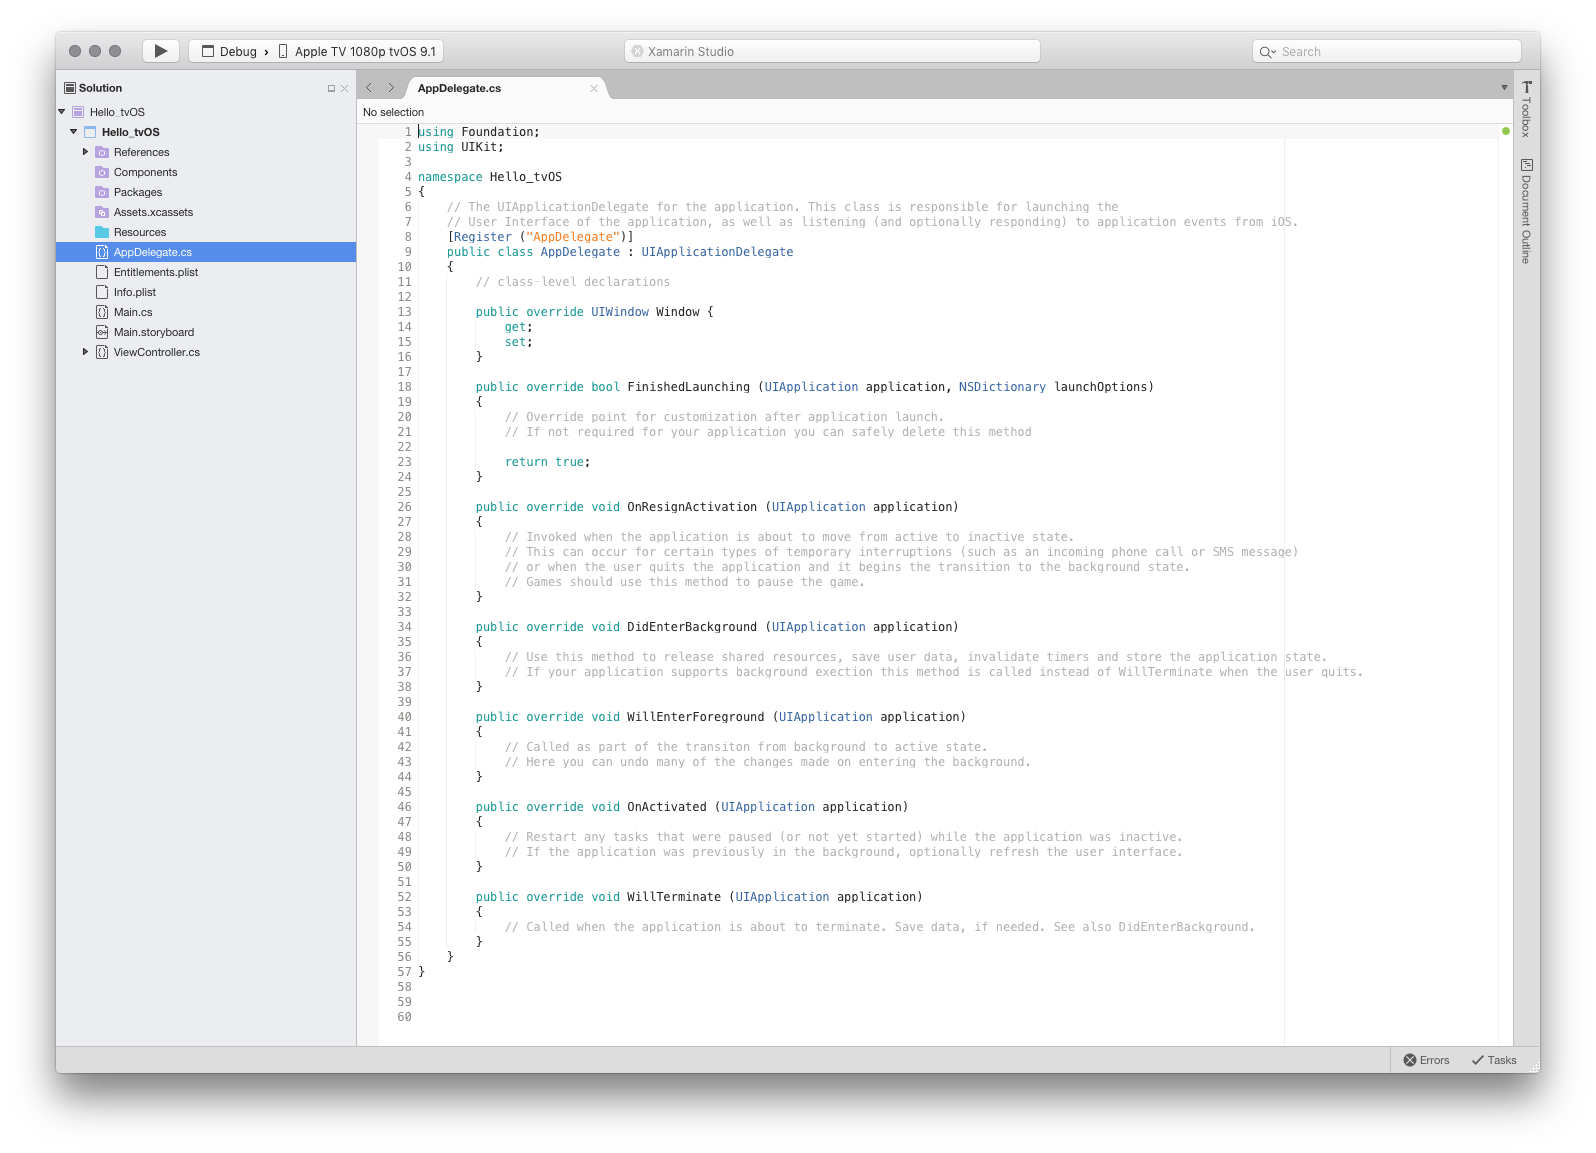 Debug › Apple TV 1080p tvOS 9.1
Xamarin Studio
Search
Solution
Hello_tvOS
Hello_tvOS
References
Components
Packages
Assets.xcassets
Resources
AppDelegate.cs
Entitlements.plist
Info.plist
Main.cs
Main.storyboard
ViewController.cs
AppDelegate.cs
No selection
1 using Foundation;
2 using UIKit;
3
4 namespace Hello_tvOS
5 {
6 // The UIApplicationDelegate for the application. This class is responsible for launching the
7 // User Interface of the application, as well as listening (and optionally responding) to application events from iOS.
8 [Register ("AppDelegate")]
9 public class AppDelegate : UIApplicationDelegate
10 {
11 // class-level declarations
12
13 public override UIWindow Window {
14 get;
15 set;
16 }
17
18 public override bool FinishedLaunching (UIApplication application, NSDictionary launchOptions)
19 {
20 // Override point for customization after application launch.
21 // If not required for your application you can safely delete this method
22
23 return true;
24 }
25
26 public override void OnResignActivation (UIApplication application)
27 {
28 // Invoked when the application is about to move from active to inactive state.
29 // This can occur for certain types of temporary interruptions (such as an incoming phone call or SMS message)
30 // or when the user quits the application and it begins the transition to the background state.
31 // Games should use this method to pause the game.
32 }
33
34 public override void DidEnterBackground (UIApplication application)
35 {
36 // Use this method to release shared resources, save user data, invalidate timers and store the application state.
37 // If your application supports background exection this method is called instead of WillTerminate when the user quits.
38 }
39
40 public override void WillEnterForeground (UIApplication application)
41 {
42 // Called as part of the transiton from background to active state.
43 // Here you can undo many of the changes made on entering the background.
44 }
45
46 public override void OnActivated (UIApplication application)
47 {
48 // Restart any tasks that were paused (or not yet started) while the application was inactive.
49 // If the application was previously in the background, optionally refresh the user interface.
50 }
51
52 public override void WillTerminate (UIApplication application)
53 {
54 // Called when the application is about to terminate. Save data, if needed. See also DidEnterBackground.
55 }
56 }
57 }
58
59
60
Toolbox
Document Outline
Errors
Tasks